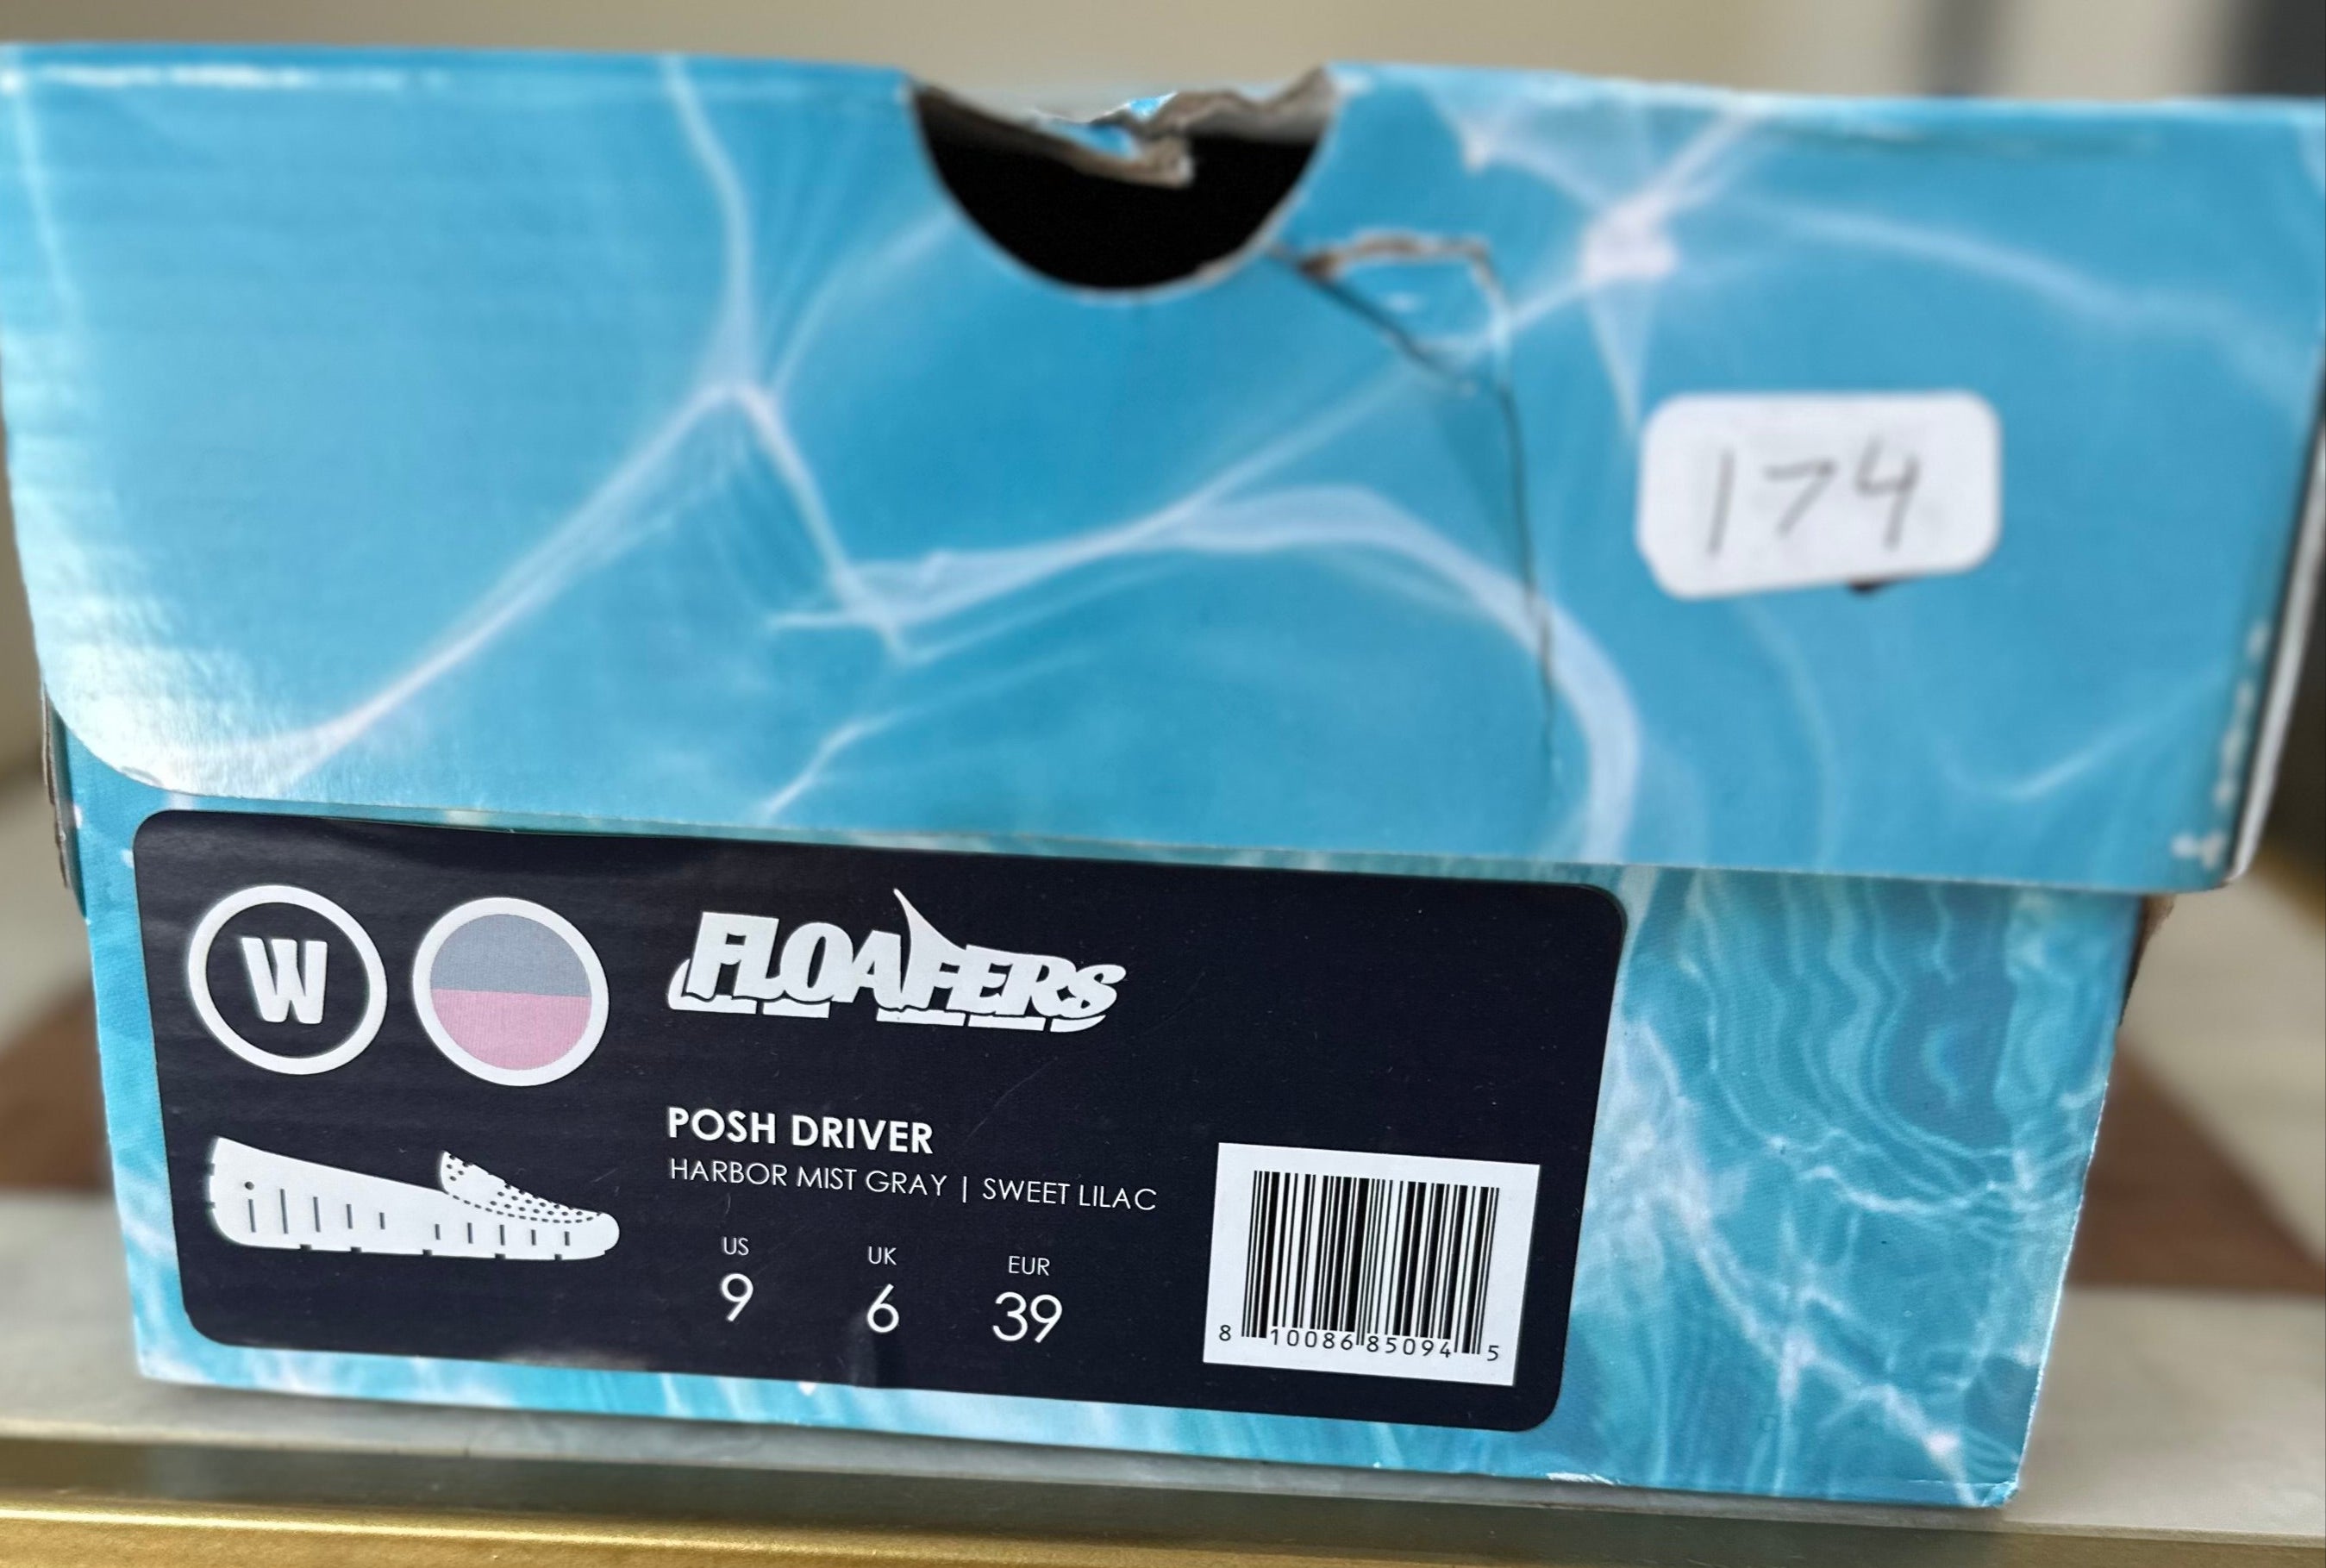 174
W
FLOAFERS
POSH DRIVER
HARBOR MIST GRAY | SWEET LILAC
US UK EUR
9 6 39
8 10086 85094 5